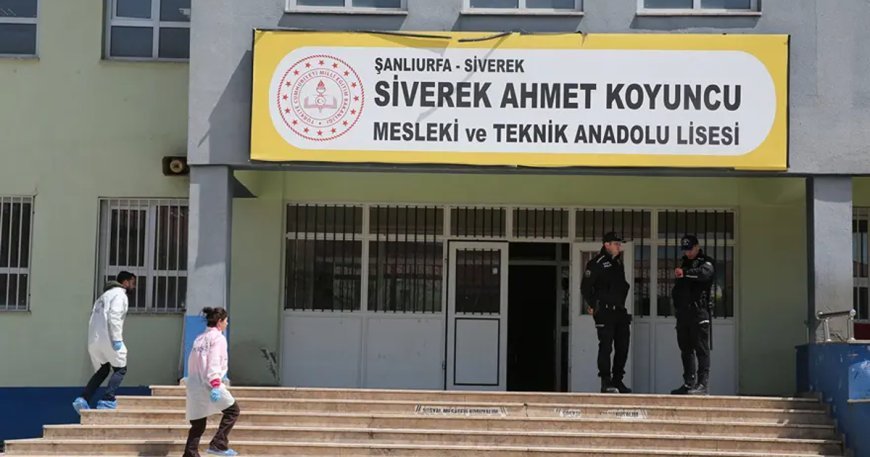 ŞANLIURFA - SİVEREK
SİVEREK AHMET KOYUNCU
MESLEKİ ve TEKNİK ANADOLU LİSESİ